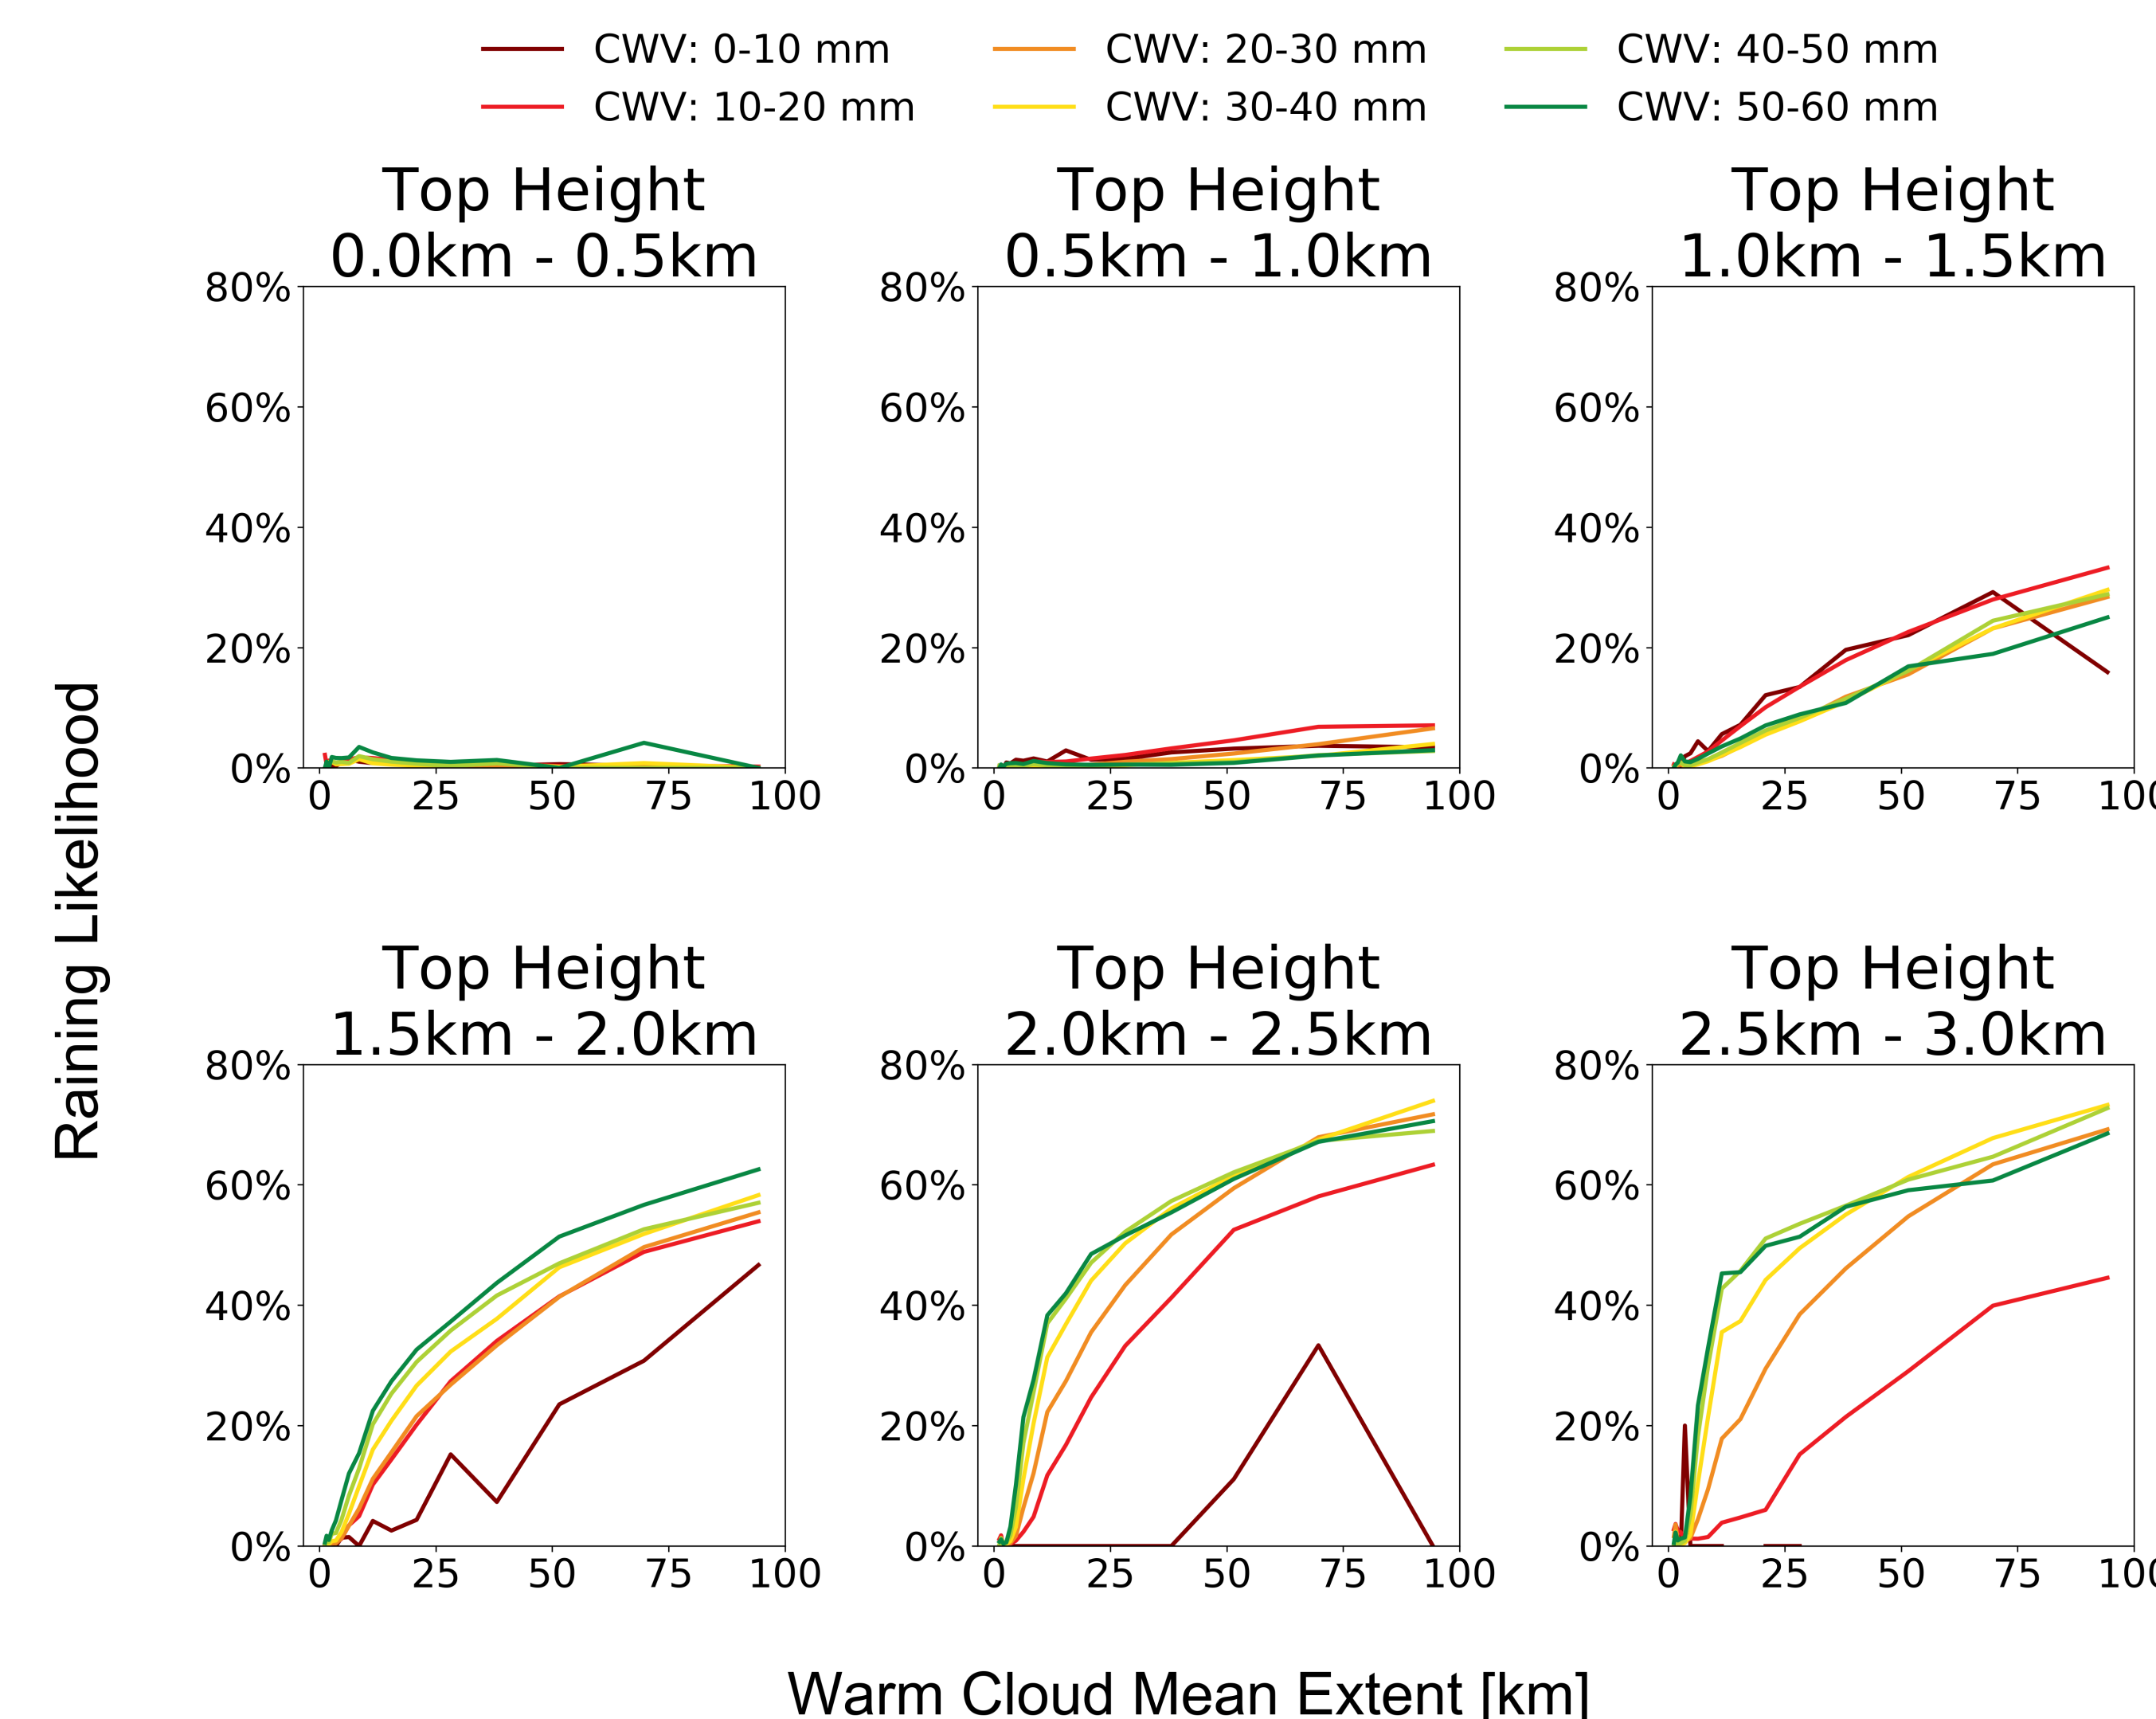 CWV: 0-10 mm CWV: 20-30 mm CWV: 40-50 mm
CWV: 10-20 mm CWV: 30-40 mm CWV: 50-60 mm
Top Height Top Height Top Height
0.0km - 0.5km 0.5km - 1.0km 1.0km - 1.5km
80% 80% 80%
60% 60% 60%
40% 40% 40%
20% 20% 20%
0% 0% 0%
0 25 50 75 100 0 25 50 75 100 0 25 50 75 100
Raining Likelihood
Top Height Top Height Top Height
1.5km - 2.0km 2.0km - 2.5km 2.5km - 3.0km
80% 80% 80%
60% 60% 60%
40% 40% 40%
20% 20% 20%
0% 0% 0%
0 25 50 75 100 0 25 50 75 100 0 25 50 75 100
Warm Cloud Mean Extent [km]